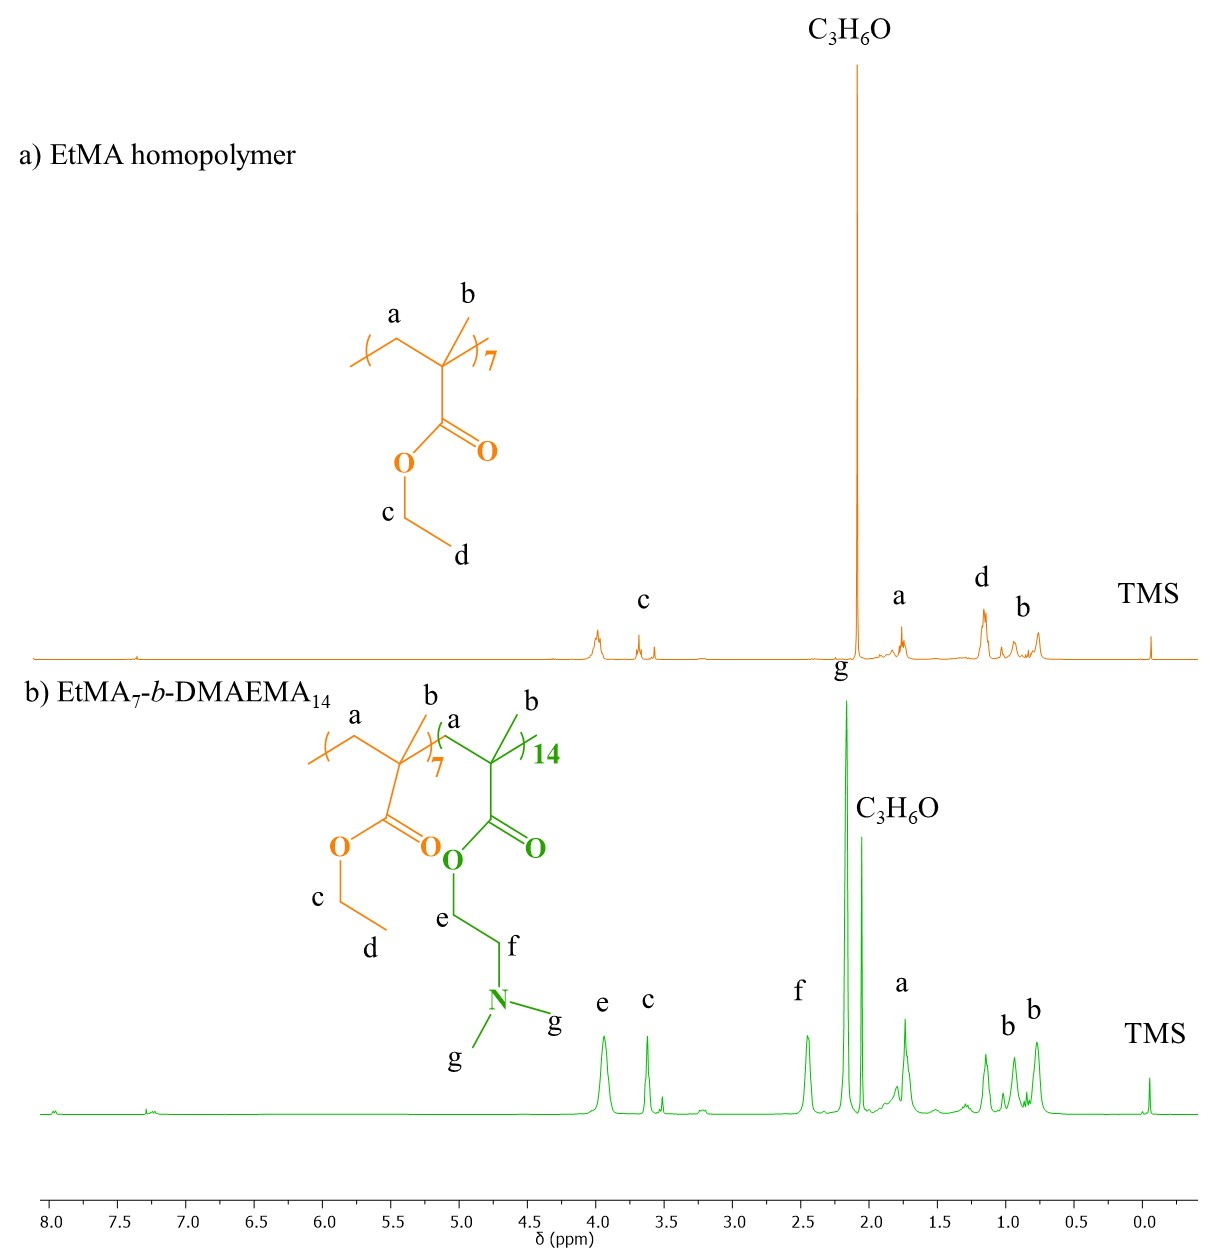 C₃H₆O
a) EtMA homopolymer
b
a
7
O
O
c
d
c
a
d
b
TMS
g
b) EtMA₇-b-DMAEMA₁₄
b
b
a
a
7
14
C₃H₆O
O
O
O
O
c
e
d
f
N
g
g
e
c
f
a
b
b
TMS
8.0 7.5 7.0 6.5 6.0 5.5 5.0 4.5 4.0 3.5 3.0 2.5 2.0 1.5 1.0 0.5 0.0
δ (ppm)